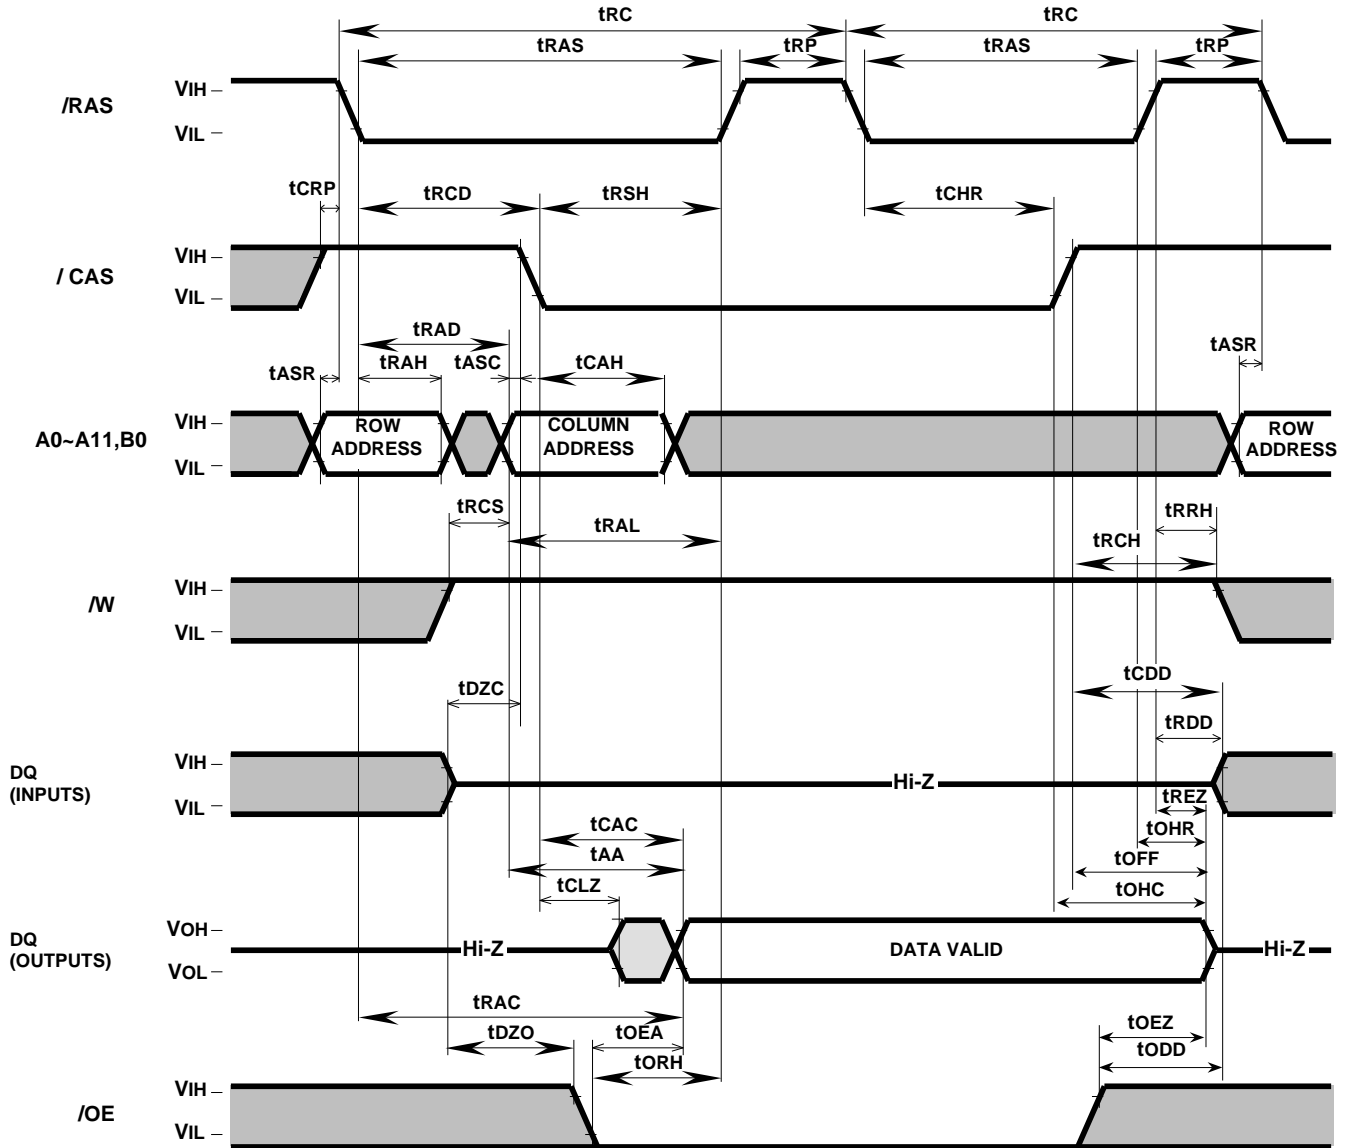 tRC tRC
tRAS tRP tRAS tRP
/RAS VIH
VIL
tCRP tRCD tRSH tCHR
/ CAS VIH
VIL
tRAD
tASR tRAH tASC tCAH tASR
A0~A11,B0 VIH
VIL
ROW ADDRESS
COLUMN ADDRESS
ROW ADDRESS
tRCS tRAL tRRH
tRCH
/W VIH
VIL
tDZC tCDD
tRDD
DQ (INPUTS) VIH
VIL
Hi-Z
tREZ
tCAC tOHR
tAA tOFF
tCLZ tOHC
DQ (OUTPUTS) VOH
VOL
Hi-Z DATA VALID Hi-Z
tRAC
tDZO tOEA tOEZ
tORH tODD
/OE VIH
VIL